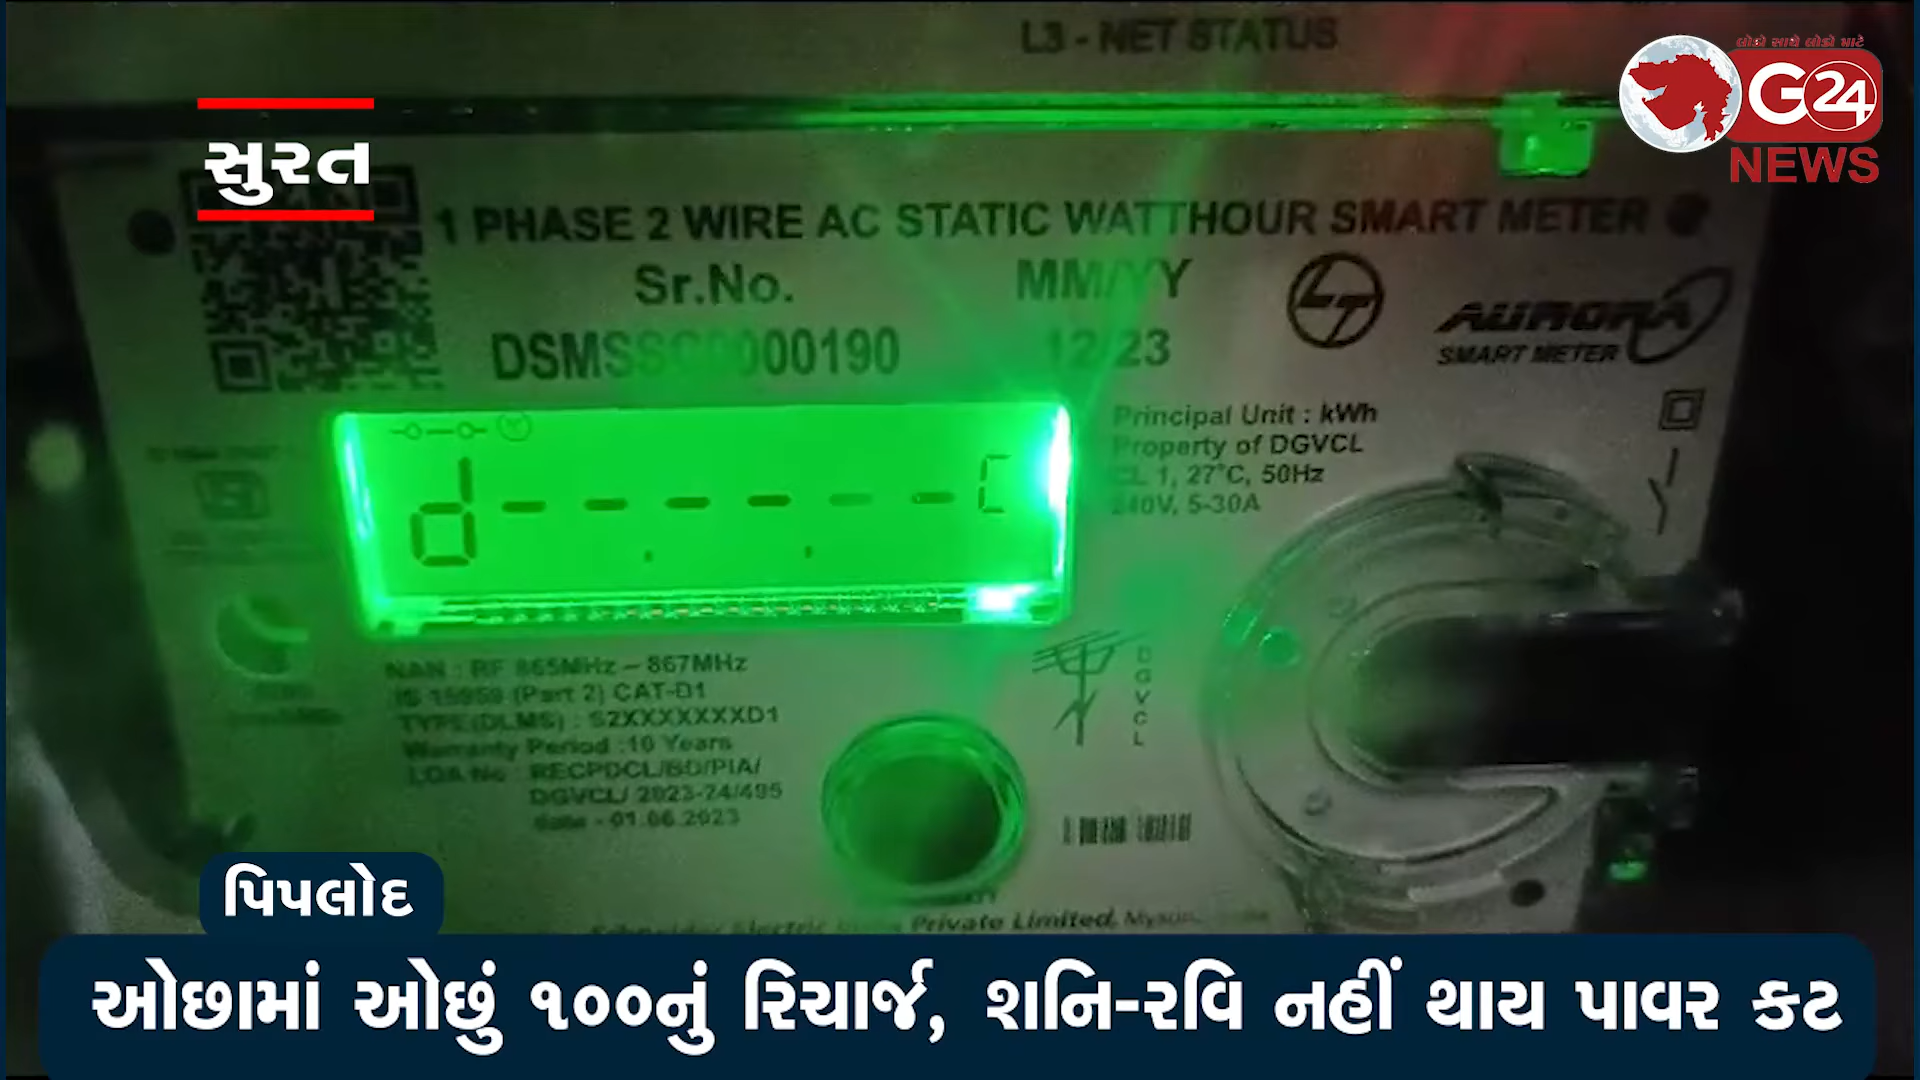 L3 - NET STATUS
લોકો સાથે લોકો માટે
G24
NEWS
સુરત
1 PHASE 2 WIRE AC STATIC WATTHOUR SMART METER
Sr.No.
MM/YY
12/23
LT
AURORA
SMART METER
d------C
Principal Unit : kWh
Property of DGVCL
CL 1, 27°C, 50Hz
240V, 5-30A
NAN : RF 865MHz – 867MHz
IS 15959 (Part 2) CAT-D1
TYPE(DLMS) : S2XXXXXXXD1
Warranty Period :10 Years
LOA No : RECPDCL/BD/PIA/
DGVCL/ 2023-24/495
date - 01.06.2023
DGVCL
Schneider Electric Private Limited,
પિપલોદ
ઓછામાં ઓછું ૧૦૦નું રિચાર્જ, શનિ-રવિ નહીં થાય પાવર કટ